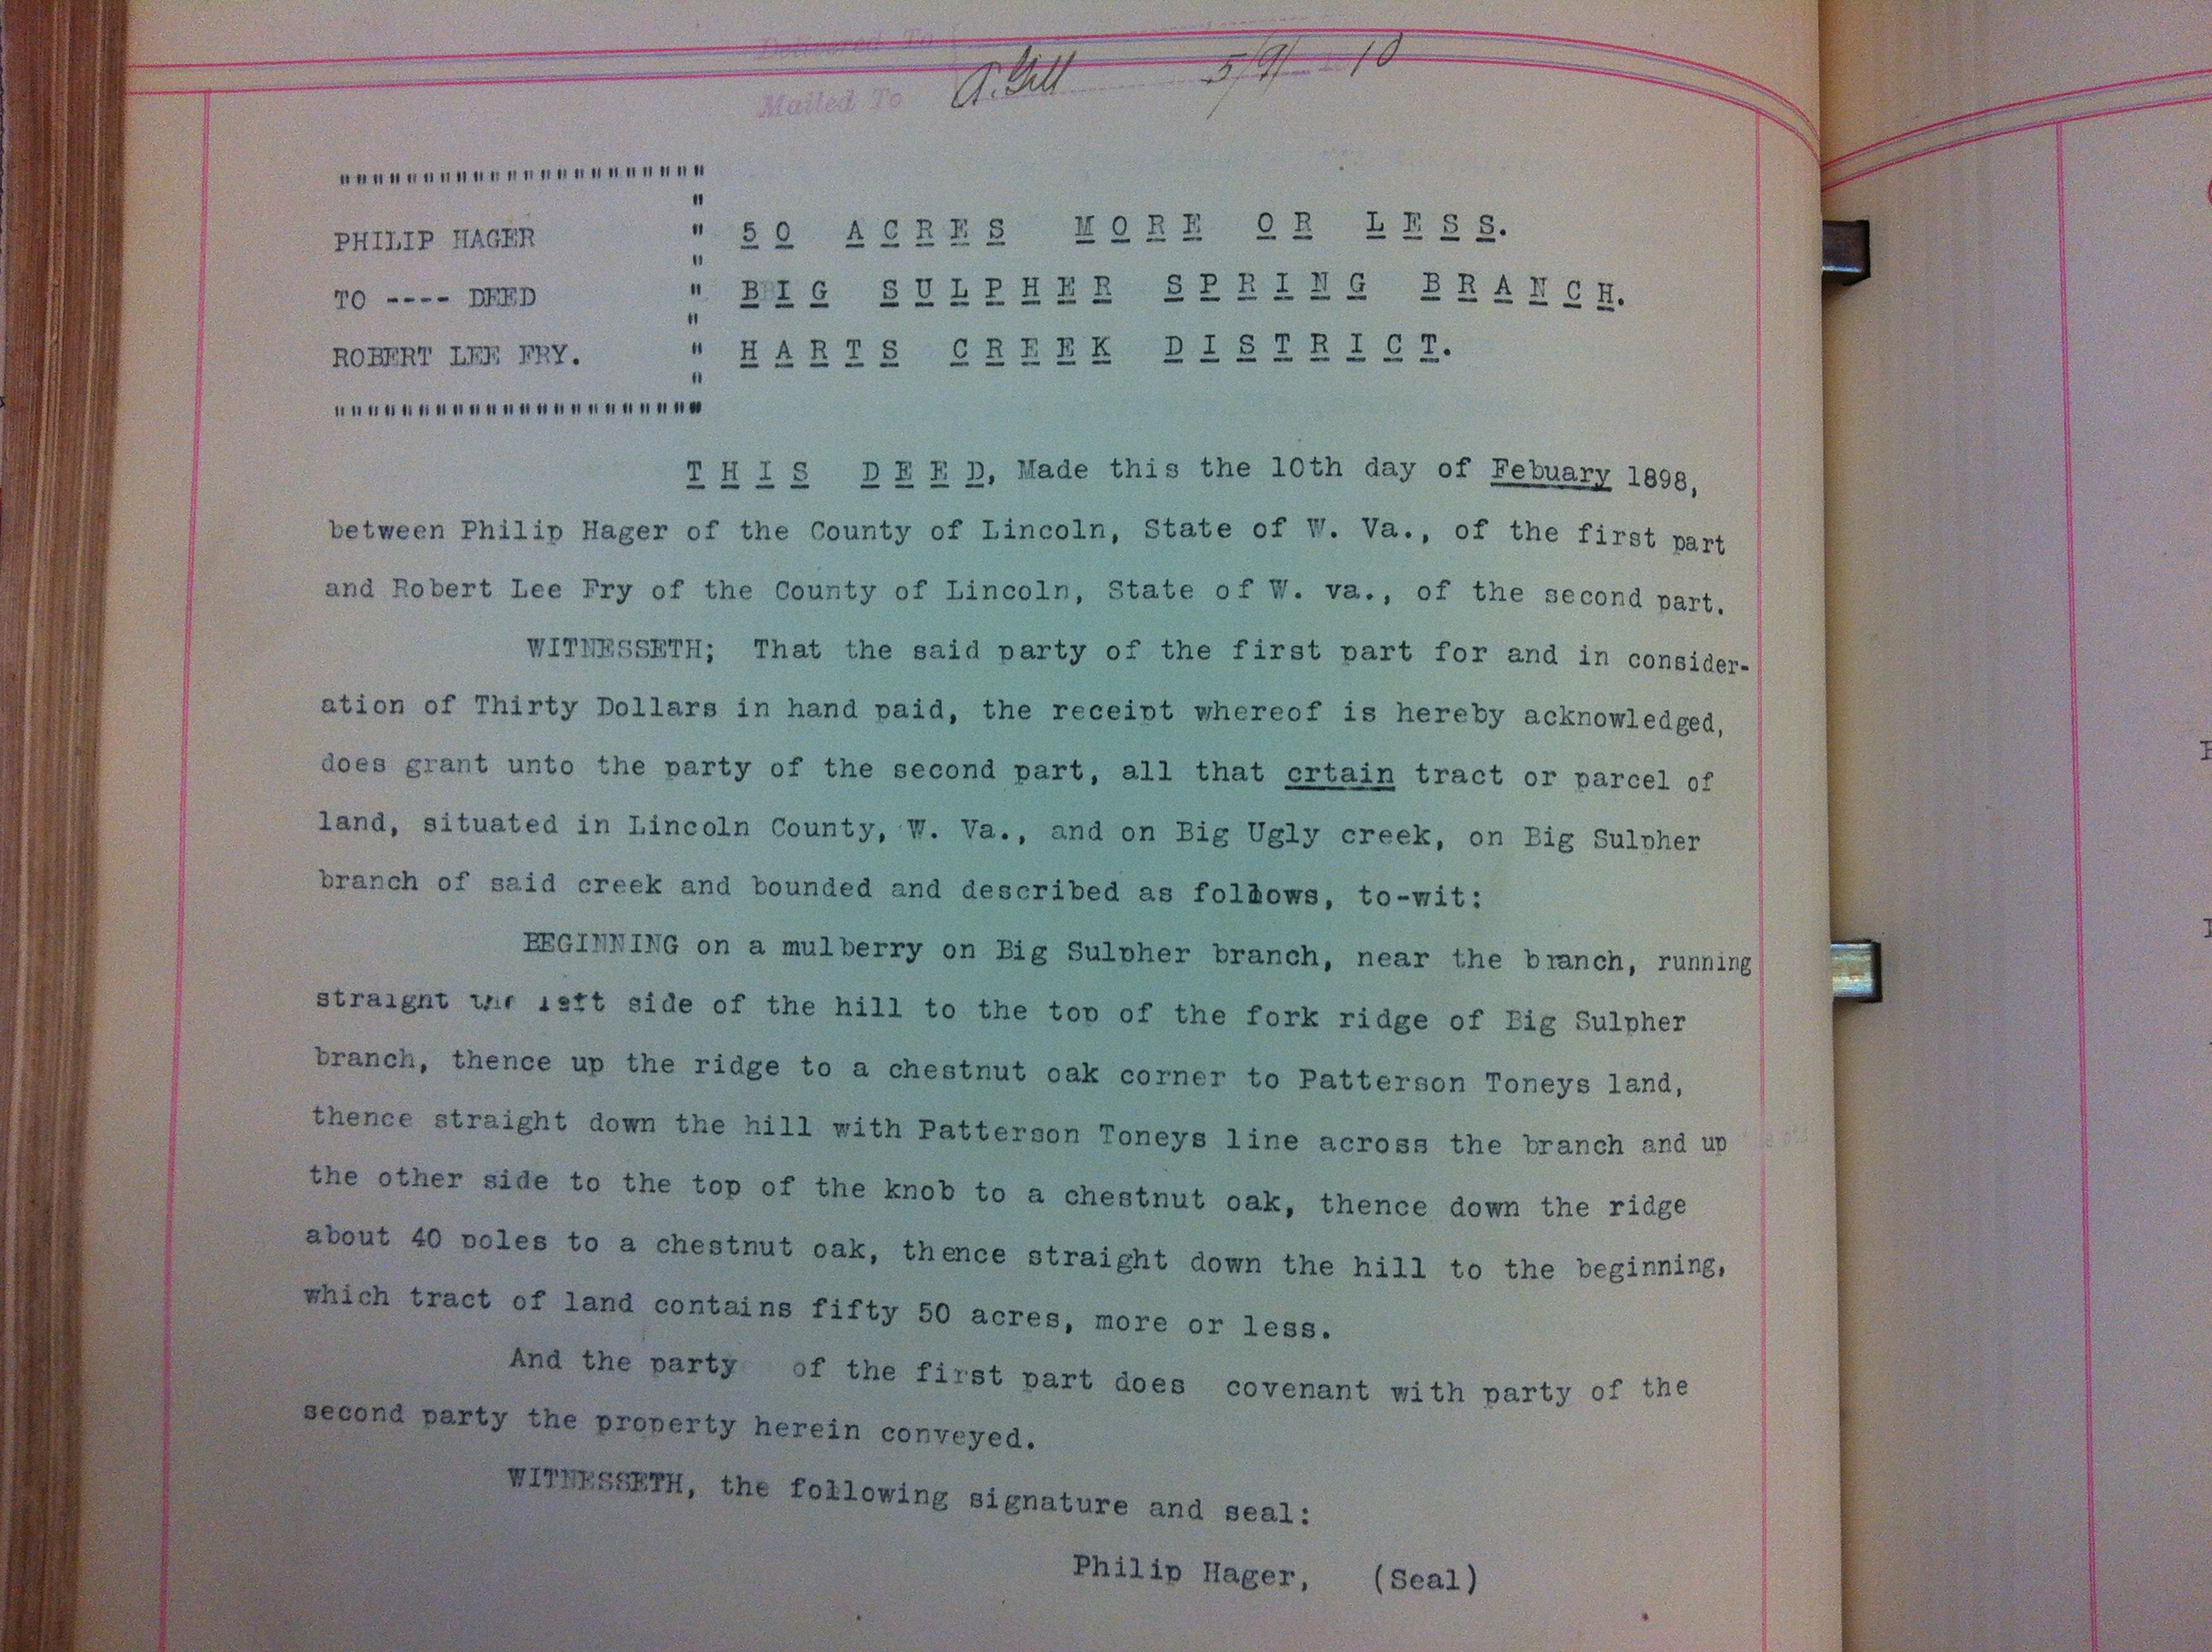 Delivered To
Mailed To A. Gill 5/9/ 10
"""""""""""""""""""""""
PHILIP HAGER " 50 ACRES MORE OR LESS.
TO ---- DEED " BIG SULPHER SPRING BRANCH.
ROBERT LEE FRY. " HARTS CREEK DISTRICT.
"""""""""""""""""""""""
THIS DEED, Made this the 10th day of Febuary 1898,
between Philip Hager of the County of Lincoln, State of W. Va., of the first part
and Robert Lee Fry of the County of Lincoln, State of W. va., of the second part.
WITNESSETH; That the said party of the first part for and in consider-
ation of Thirty Dollars in hand paid, the receipt whereof is hereby acknowledged,
does grant unto the party of the second part, all that crtain tract or parcel of
land, situated in Lincoln County, W. Va., and on Big Ugly creek, on Big Sulpher
branch of said creek and bounded and described as follows, to-wit:
BEGINNING on a mulberry on Big Sulpher branch, near the branch, running
straight the left side of the hill to the top of the fork ridge of Big Sulpher
branch, thence up the ridge to a chestnut oak corner to Patterson Toneys land,
thence straight down the hill with Patterson Toneys line across the branch and up
the other side to the top of the knob to a chestnut oak, thence down the ridge
about 40 poles to a chestnut oak, thence straight down the hill to the beginning,
which tract of land contains fifty 50 acres, more or less.
And the party of the first part does covenant with party of the
second party the property herein conveyed.
WITNESSETH, the following signature and seal:
Philip Hager, (Seal)